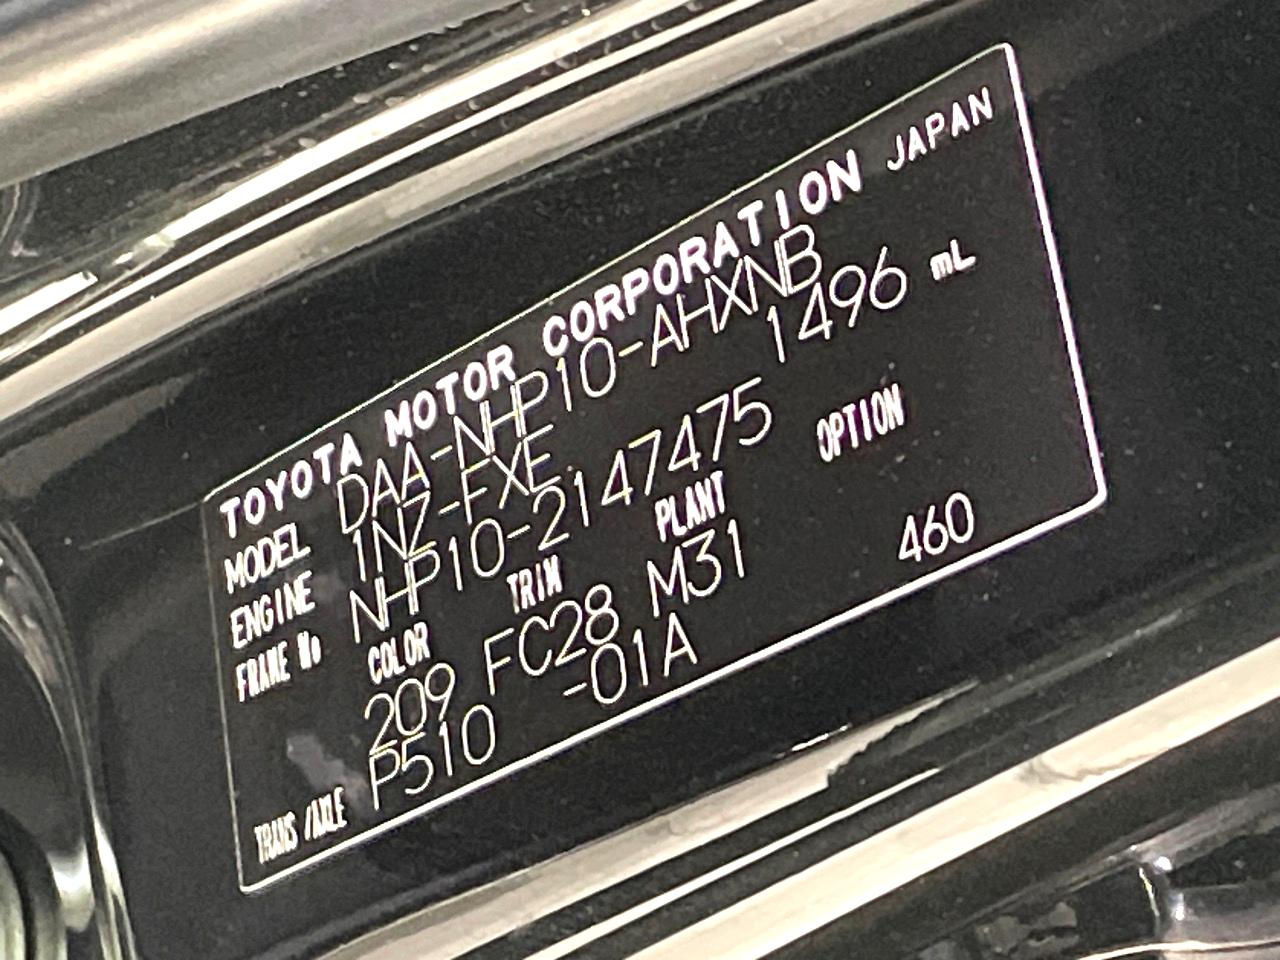 TOYOTA MOTOR CORPORATION JAPAN
MODEL DAA-NHP10-AHXNB
ENGINE 1NZ-FXE 1496 mL
FRAME No NHP10-2147475
COLOR TRIM PLANT OPTION
209 FC28 M31 460
TRANS/AXLE P510 -01A